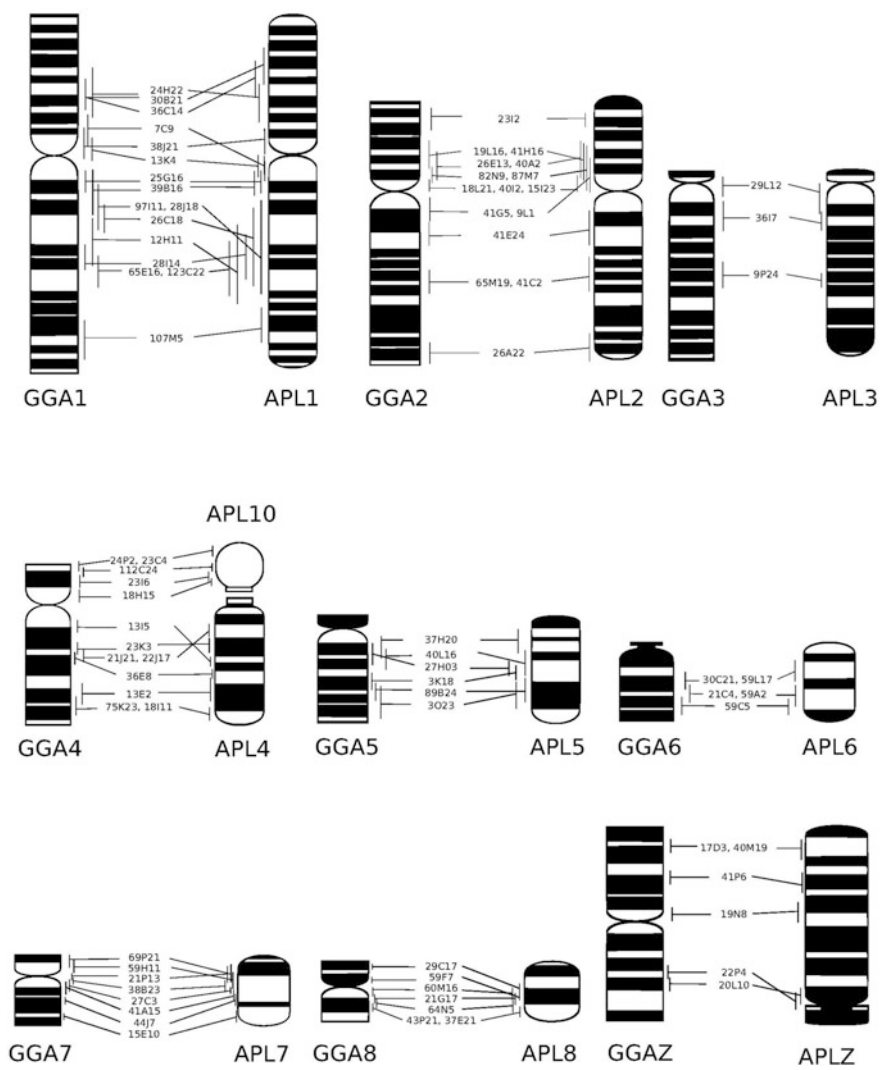 24H22
30B21
36C14
7C9
38J21
13K4
25G16
39B16
97I11, 28J18
26C18
12H11
28I14
65E16, 123C22
107M5
GGA1
APL1
23I2
19L16, 41H16
26E13, 40A2
82N9, 87M7
18L21, 40I2, 15I23
41G5, 9L1
41E24
65M19, 41C2
26A22
GGA2
APL2
29L12
36I7
9P24
GGA3
APL3
APL10
24P2, 23C4
112C24
23I6
18H15
13I5
23K3
21J21, 22J17
36E8
13E2
75K23, 18I11
GGA4
APL4
37H20
40L16
27H03
3K18
89B24
3O23
GGA5
APL5
30C21, 59L17
21C4, 59A2
59C5
GGA6
APL6
69P21
59H11
21P13
38B23
27C3
41A15
44J7
15E10
GGA7
APL7
29C17
59F7
60M16
21G17
64N5
43P21, 37E21
GGA8
APL8
17D3, 40M19
41P6
19N8
22P4
20L10
GGAZ
APLZ